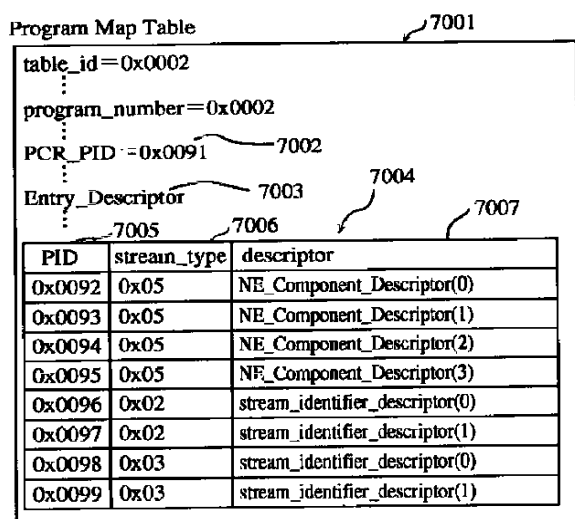 Program Map Table 7001
table_id=0x0002
program_number=0x0002
PCR_PID=0x0091 7002
Entry_Descriptor 7003 7004
7005 7006 7007
PID stream_type descriptor
0x0092 0x05 NE_Component_Descriptor(0)
0x0093 0x05 NE_Component_Descriptor(1)
0x0094 0x05 NE_Component_Descriptor(2)
0x0095 0x05 NE_Component_Descriptor(3)
0x0096 0x02 stream_identifier_descriptor(0)
0x0097 0x02 stream_identifier_descriptor(1)
0x0098 0x03 stream_identifier_descriptor(0)
0x0099 0x03 stream_identifier_descriptor(1)